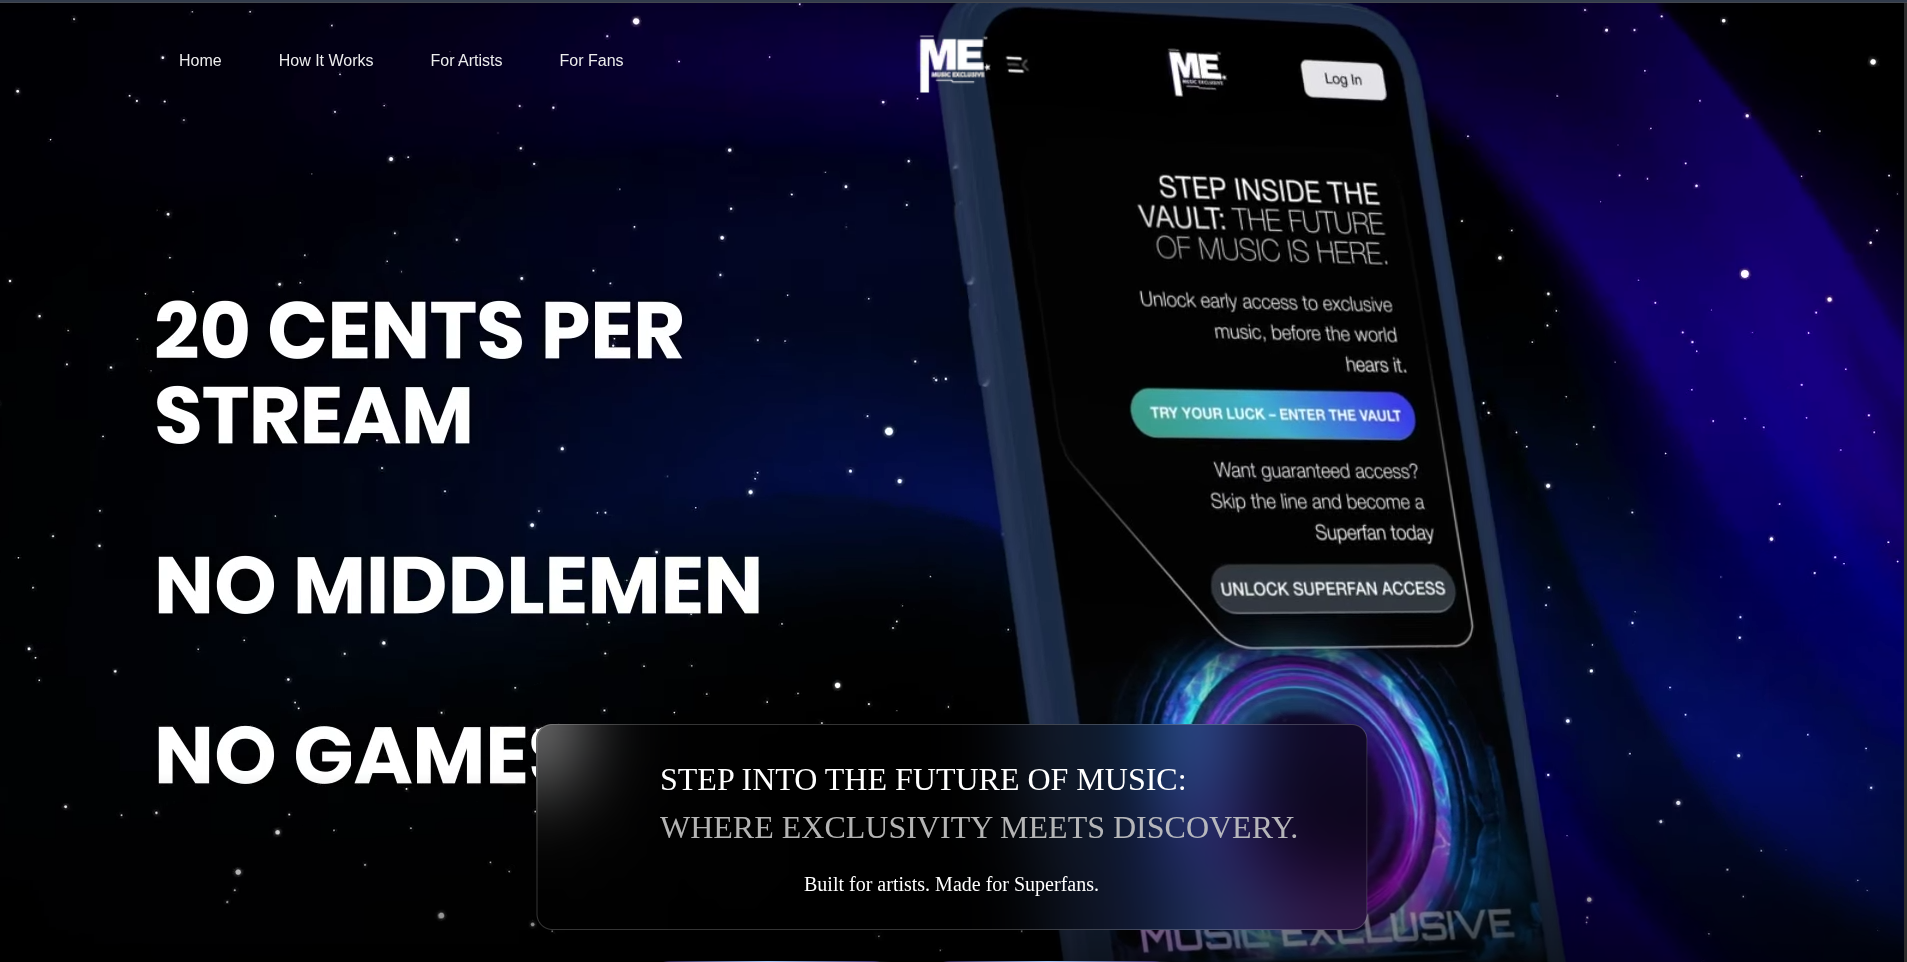 Home
How It Works
For Artists
For Fans
ME
MUSIC EXCLUSIVE
ME
MUSIC EXCLUSIVE
Log In
20 CENTS PER
STREAM
NO MIDDLEMEN
NO GAMES
STEP INSIDE THE
VAULT: THE FUTURE
OF MUSIC IS HERE.
Unlock early access to exclusive
music, before the world
hears it.
TRY YOUR LUCK – ENTER THE VAULT
Want guaranteed access?
Skip the line and become a
Superfan today
UNLOCK SUPERFAN ACCESS
STEP INTO THE FUTURE OF MUSIC:
WHERE EXCLUSIVITY MEETS DISCOVERY.
Built for artists. Made for Superfans.
MUSIC EXCLUSIVE